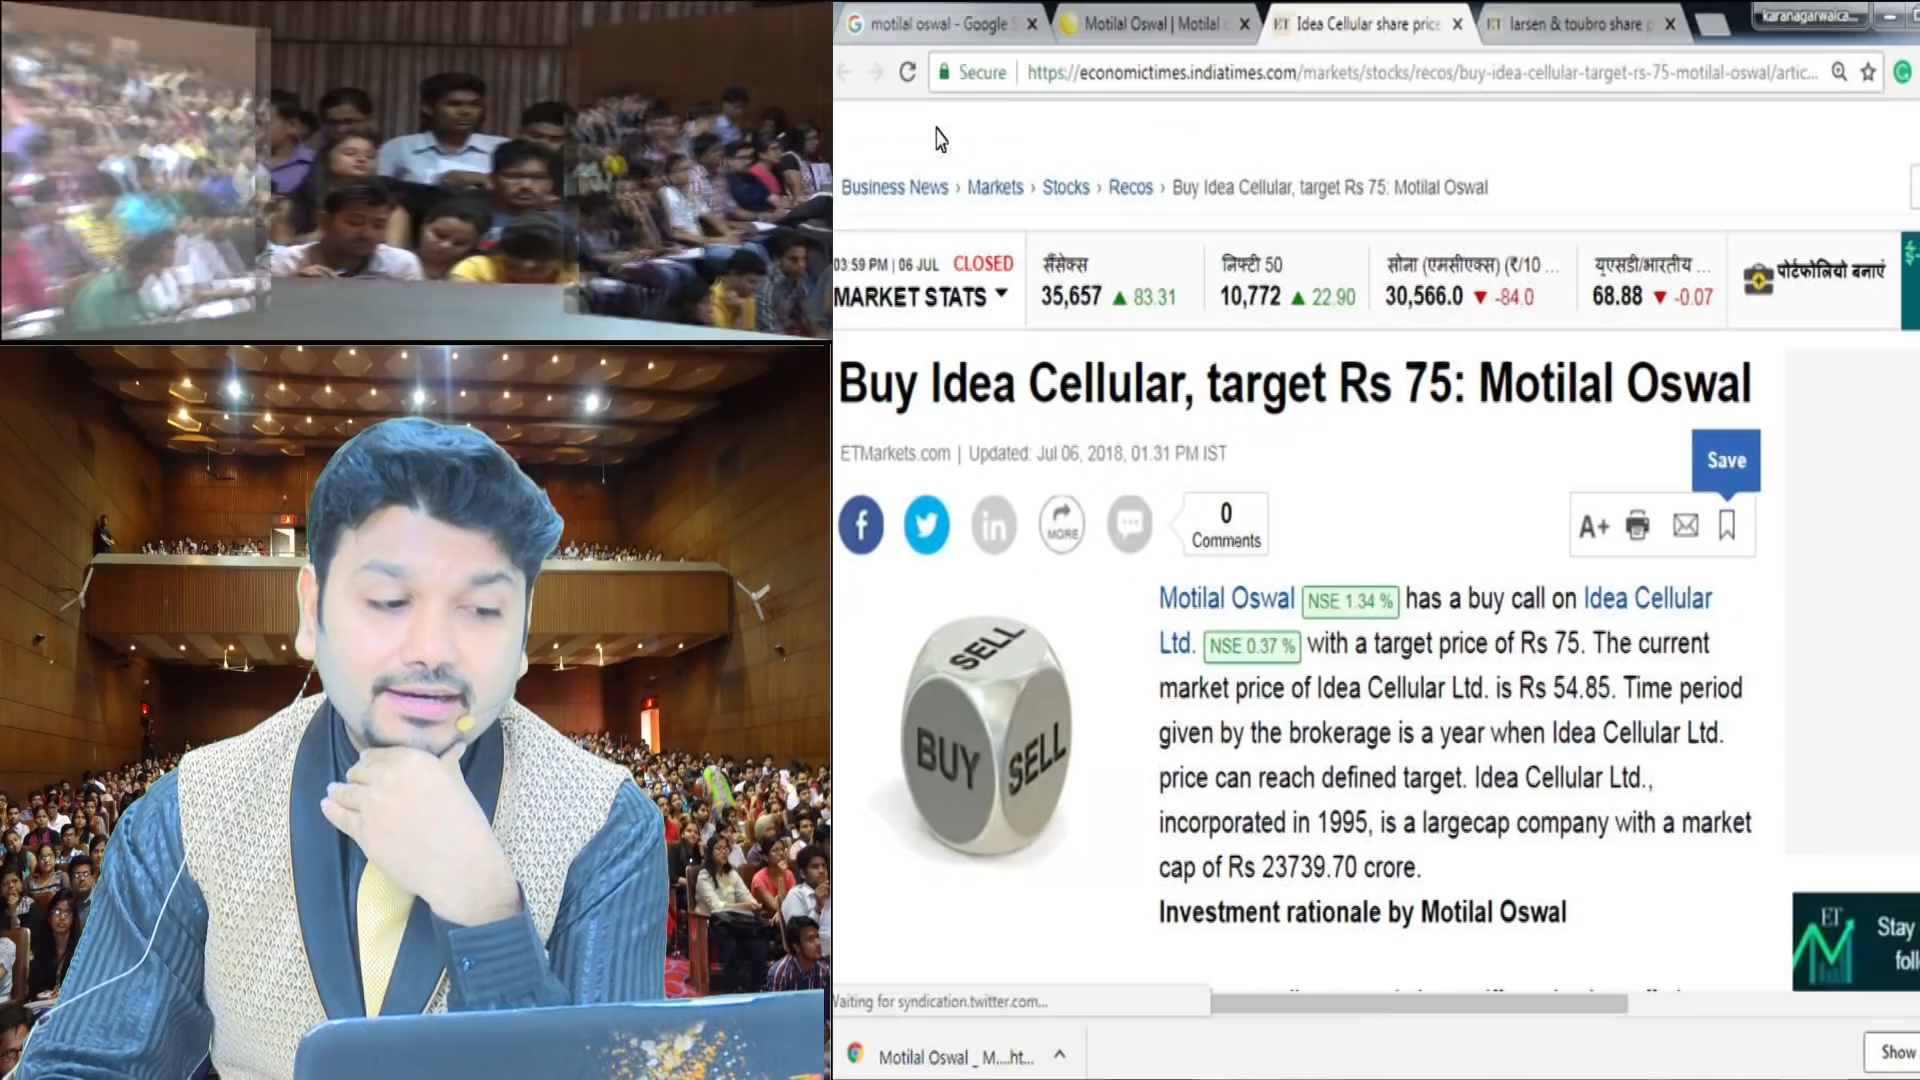 motilal oswal - Google
Motilal Oswal | Motilal
ET Idea Cellular share price
ET larsen & toubro share p
karanagarwalca...
Secure https://economictimes.indiatimes.com/markets/stocks/recos/buy-idea-cellular-target-rs-75-motilal-oswal/artic...
Business News › Markets › Stocks › Recos › Buy Idea Cellular, target Rs 75: Motilal Oswal
03:59 PM | 06 JUL CLOSED
MARKET STATS
सेंसेक्स
35,657 ▲ 83.31
निफ्टी 50
10,772 ▲ 22.90
सोना (एमसीएक्स) (₹/10 ...
30,566.0 ▼ -84.0
यूएसडी/भारतीय ...
68.88 ▼ -0.07
पोर्टफोलियो बनाएं
Buy Idea Cellular, target Rs 75: Motilal Oswal
ETMarkets.com | Updated: Jul 06, 2018, 01.31 PM IST
Save
f
in
MORE
0
Comments
A+
SELL
BUY
SELL
Motilal Oswal NSE 1.34 % has a buy call on Idea Cellular
Ltd. NSE 0.37 % with a target price of Rs 75. The current
market price of Idea Cellular Ltd. is Rs 54.85. Time period
given by the brokerage is a year when Idea Cellular Ltd.
price can reach defined target. Idea Cellular Ltd.,
incorporated in 1995, is a largecap company with a market
cap of Rs 23739.70 crore.
Investment rationale by Motilal Oswal
ET
Stay
foll
Waiting for syndication.twitter.com...
Motilal Oswal _ M....ht...
Show
EXIT